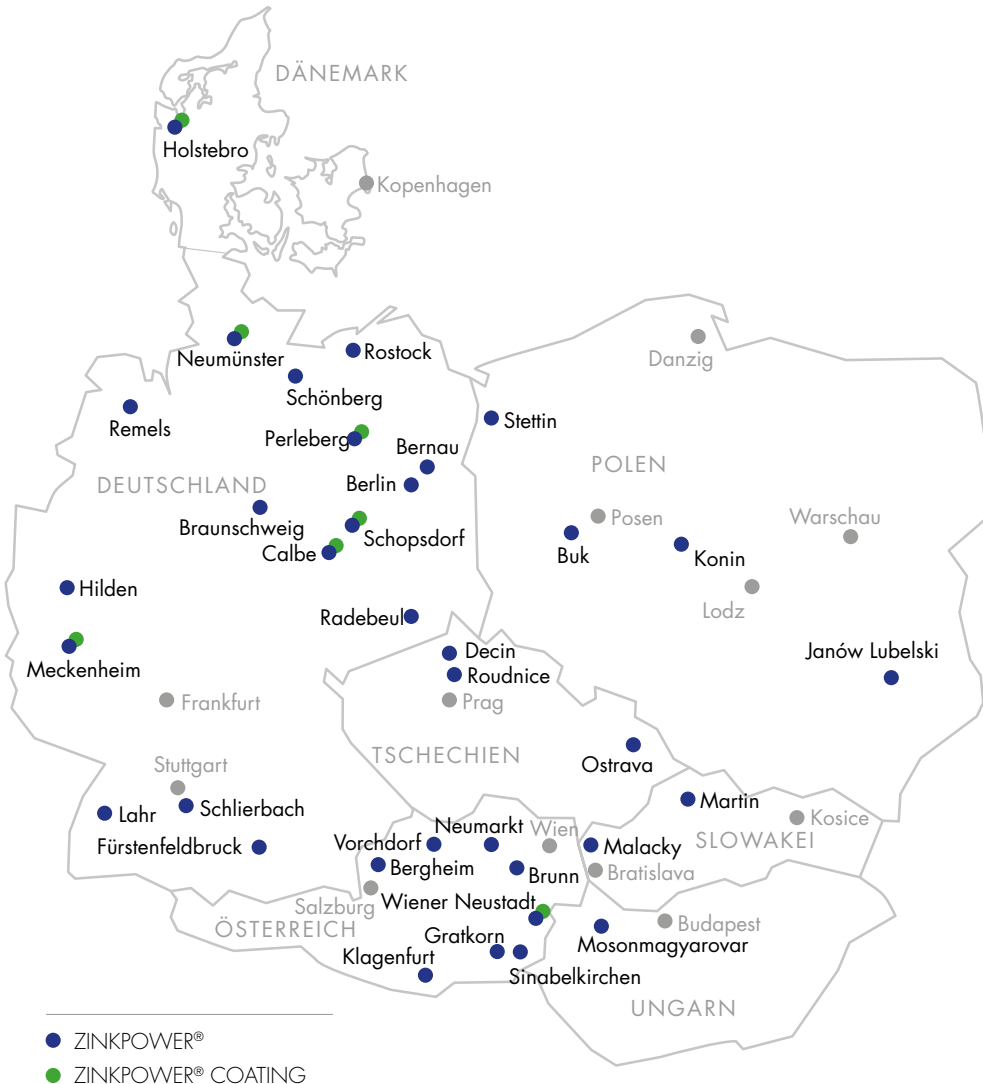 DÄNEMARK
Holstebro
Kopenhagen
Neumünster
Rostock
Danzig
Schönberg
Remels
Stettin
Perleberg
Bernau
POLEN
DEUTSCHLAND
Berlin
Braunschweig
Posen
Warschau
Schopsdorf
Calbe
Buk
Konin
Hilden
Lodz
Radebeul
Decin
Janów Lubelski
Meckenheim
Roudnice
Frankfurt
Prag
TSCHECHIEN
Stuttgart
Ostrava
Lahr
Schlierbach
Martin
Kosice
Fürstenfeldbruck
Vorchdorf
Neumarkt
Wien
Malacky
SLOWAKEI
Bergheim
Brunn
Bratislava
Salzburg
Wiener Neustadt
ÖSTERREICH
Budapest
Gratkorn
Mosonmagyarovar
Klagenfurt
Sinabelkirchen
UNGARN
ZINKPOWER®
ZINKPOWER® COATING